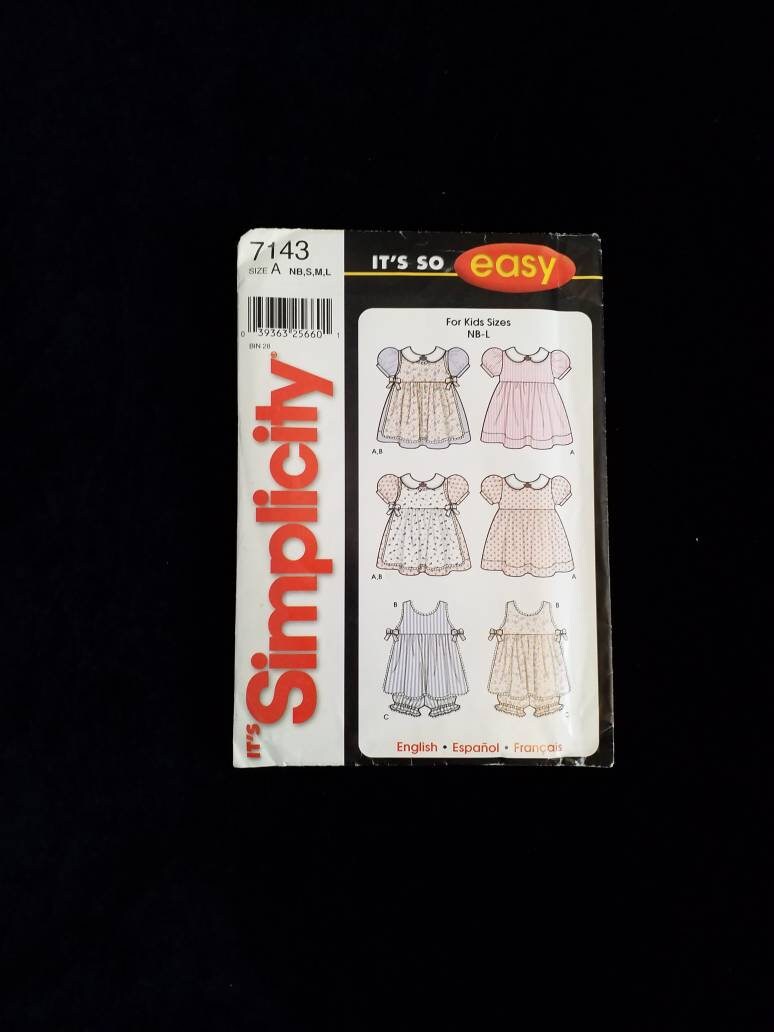 7143
SIZE A NB,S,M,L
0 39363 25660 1
BIN 28
IT'S Simplicity®
IT'S SO easy
For Kids Sizes
NB-L
A,B
A
A,B
A
B
B
C
C
English • Español • Français